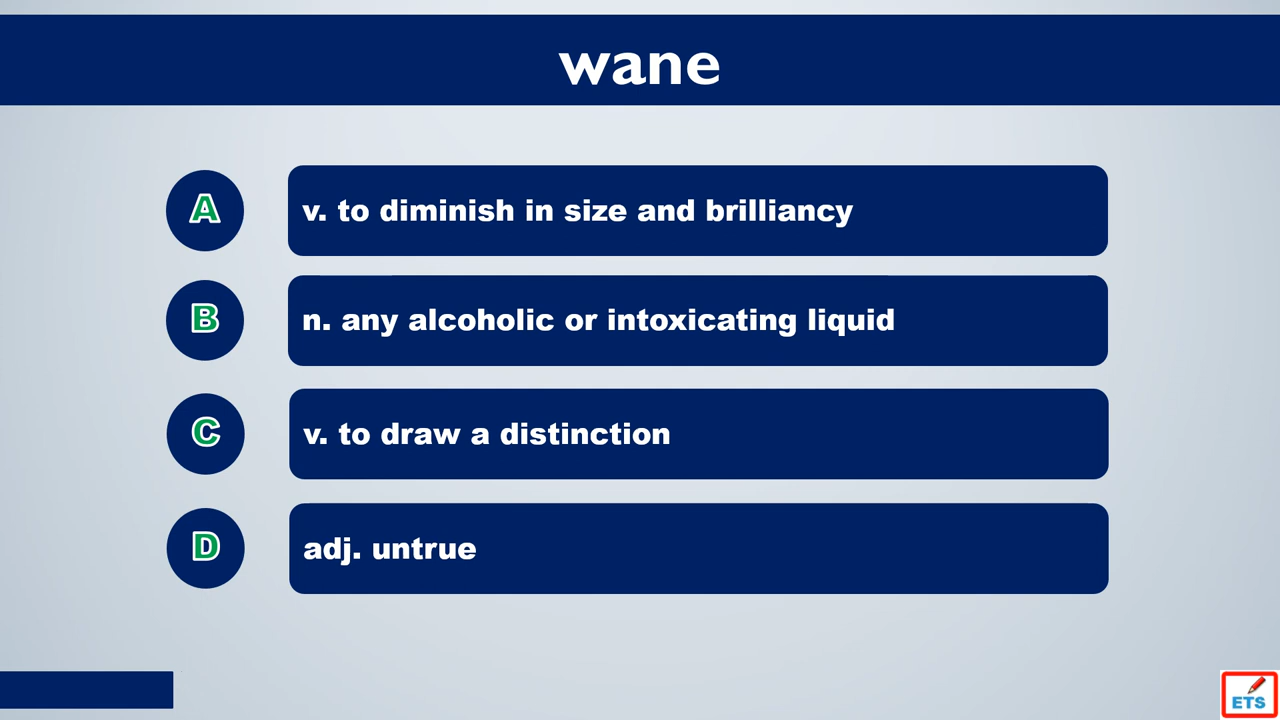 wane
A
v. to diminish in size and brilliancy
B
n. any alcoholic or intoxicating liquid
C
v. to draw a distinction
D
adj. untrue
ETS